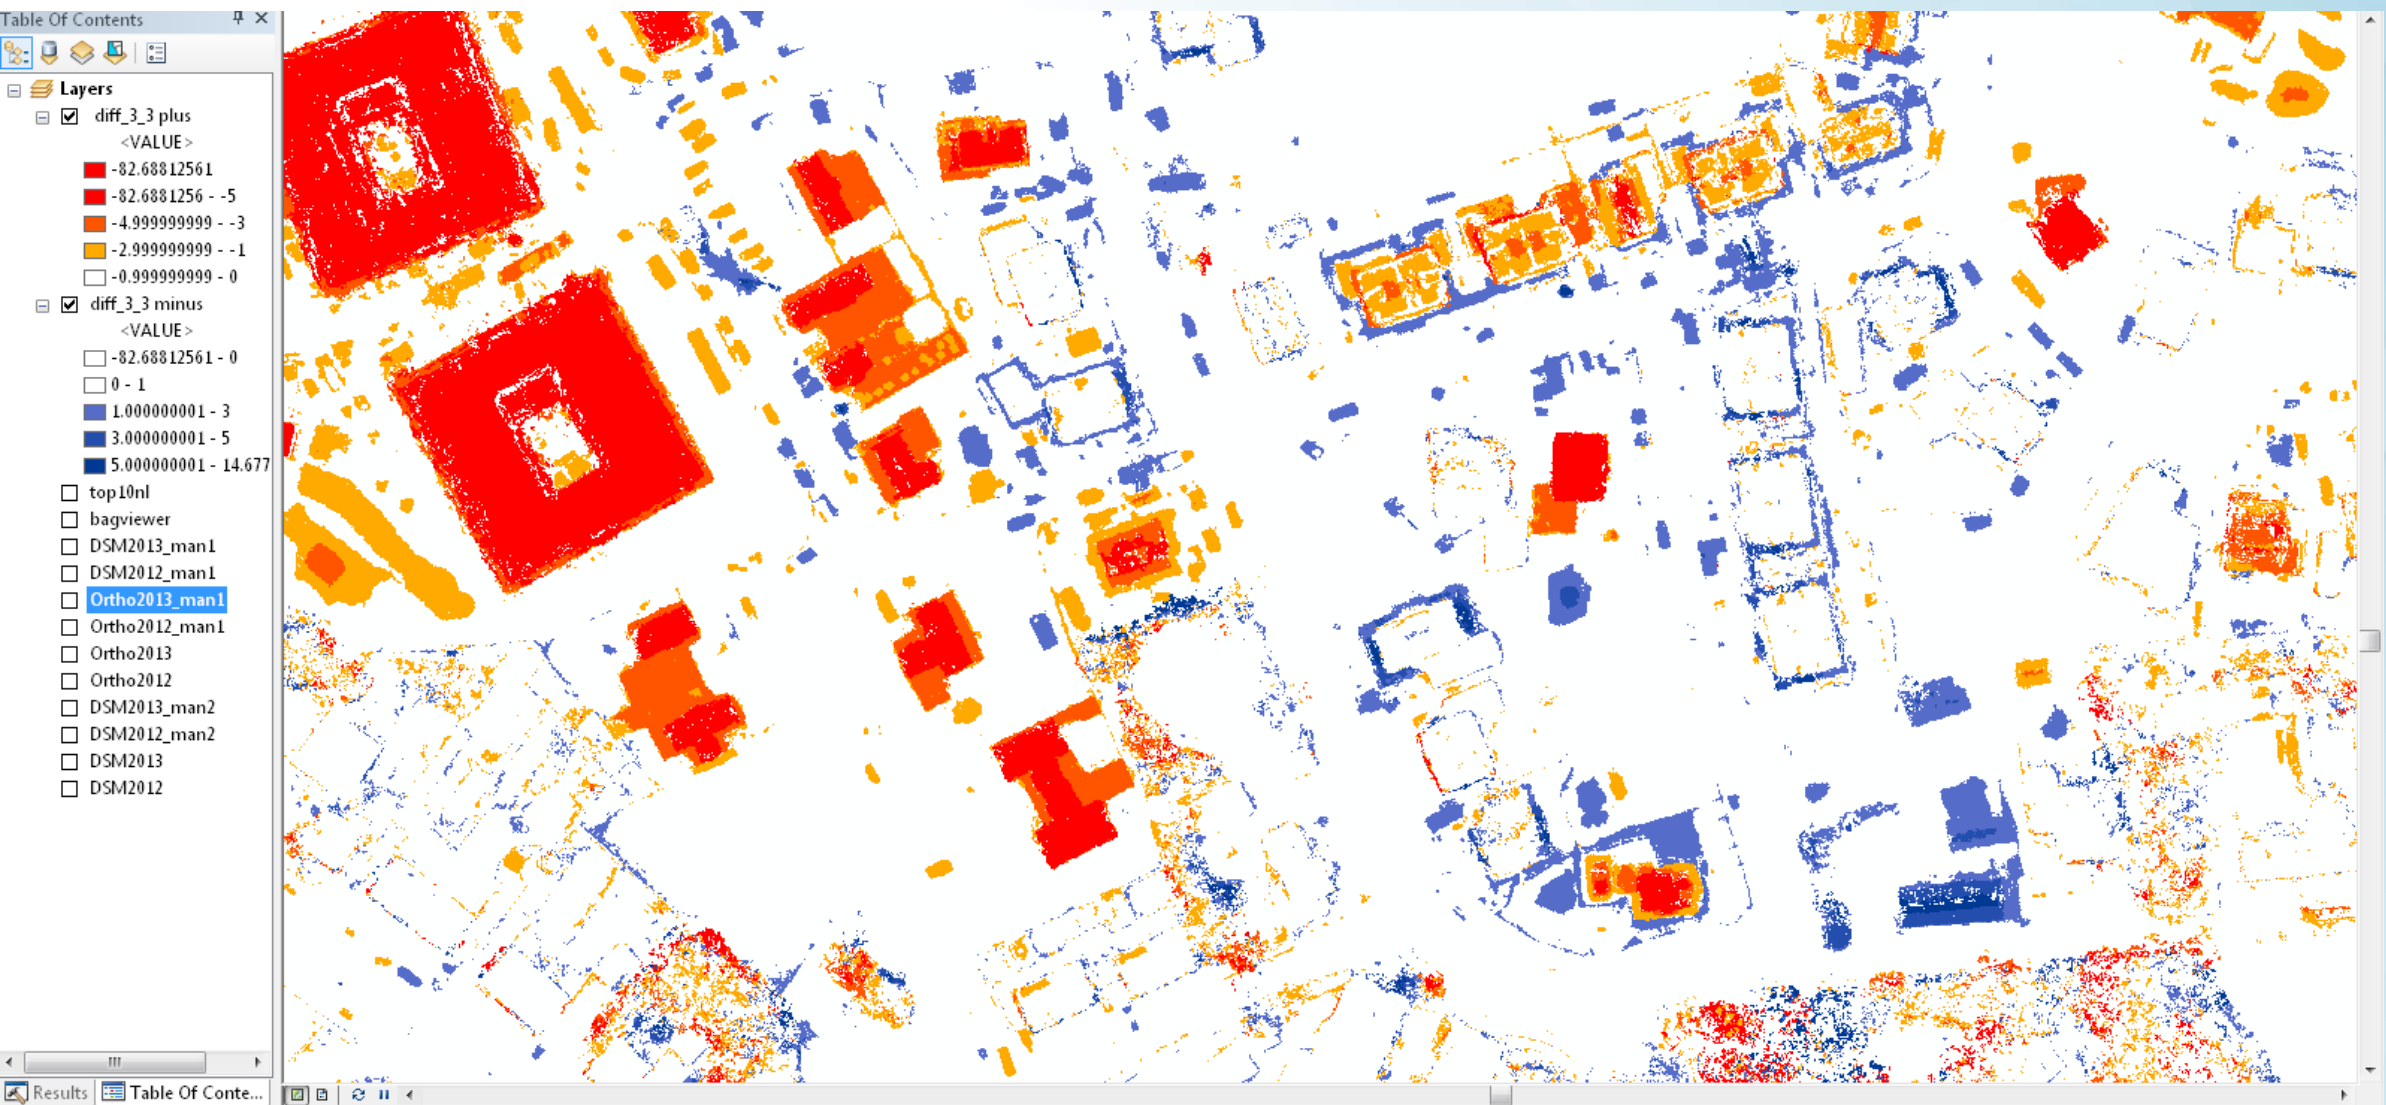 Table Of Contents
Layers
diff_3_3 plus
<VALUE>
-82.68812561
-82.6881256 - -5
-4.999999999 - -3
-2.999999999 - -1
-0.999999999 - 0
diff_3_3 minus
<VALUE>
-82.68812561 - 0
0 - 1
1.000000001 - 3
3.000000001 - 5
5.000000001 - 14.677
top10nl
bagviewer
DSM2013_man1
DSM2012_man1
Ortho2013_man1
Ortho2012_man1
Ortho2013
Ortho2012
DSM2013_man2
DSM2012_man2
DSM2013
DSM2012
Results
Table Of Conte...